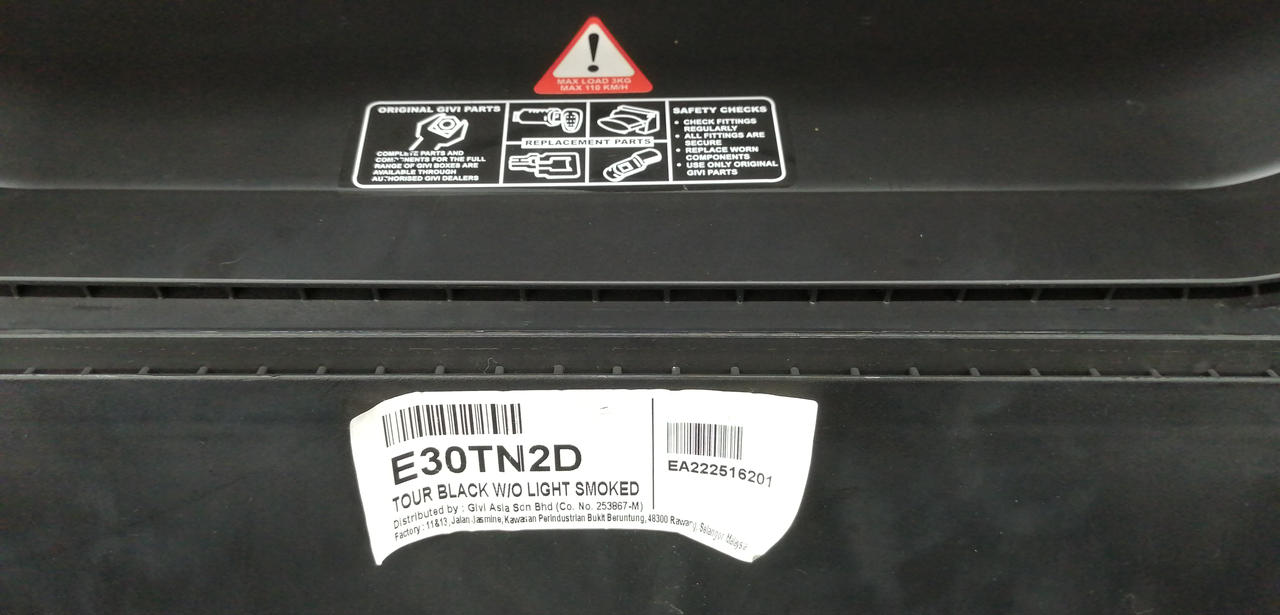 MAX LOAD 3KG
MAX 110 KM/H
ORIGINAL GIVI PARTS
COMPLETE PARTS AND
COMPONENTS FOR THE FULL
RANGE OF GIVI BOXES ARE
AVAILABLE THROUGH
AUTHORISED GIVI DEALERS
REPLACEMENT PARTS
SAFETY CHECKS
• CHECK FITTINGS
REGULARLY
• ALL FITTINGS ARE
SECURE
• REPLACE WORN
COMPONENTS
• USE ONLY ORIGINAL
GIVI PARTS
E30TN2D
TOUR BLACK W/O LIGHT SMOKED
Distributed by : Givi Asia Sdn Bhd (Co. No. 253867-M)
Factory : 11&13, Jalan Jasmine, Kawasan Perindustrian Bukit Beruntung, 48300 Rawang, Selangor Malaysia
EA222516201